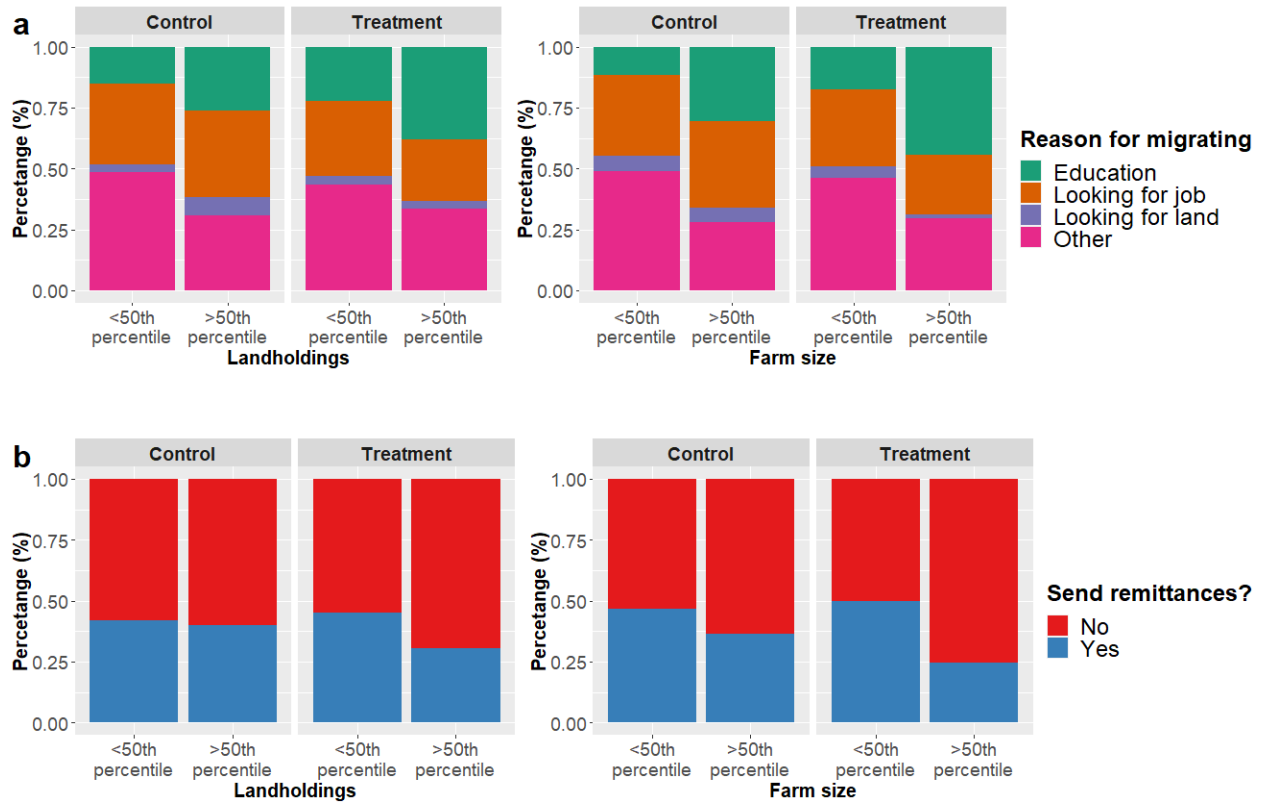 a
Control
Treatment
Percetange (%)
1.00
0.75
0.50
0.25
0.00
<50th percentile
>50th percentile
<50th percentile
>50th percentile
Landholdings
Control
Treatment
Percetange (%)
1.00
0.75
0.50
0.25
0.00
<50th percentile
>50th percentile
<50th percentile
>50th percentile
Farm size
Reason for migrating
Education
Looking for job
Looking for land
Other
b
Control
Treatment
Percetange (%)
1.00
0.75
0.50
0.25
0.00
<50th percentile
>50th percentile
<50th percentile
>50th percentile
Landholdings
Control
Treatment
Percetange (%)
1.00
0.75
0.50
0.25
0.00
<50th percentile
>50th percentile
<50th percentile
>50th percentile
Farm size
Send remittances?
No
Yes